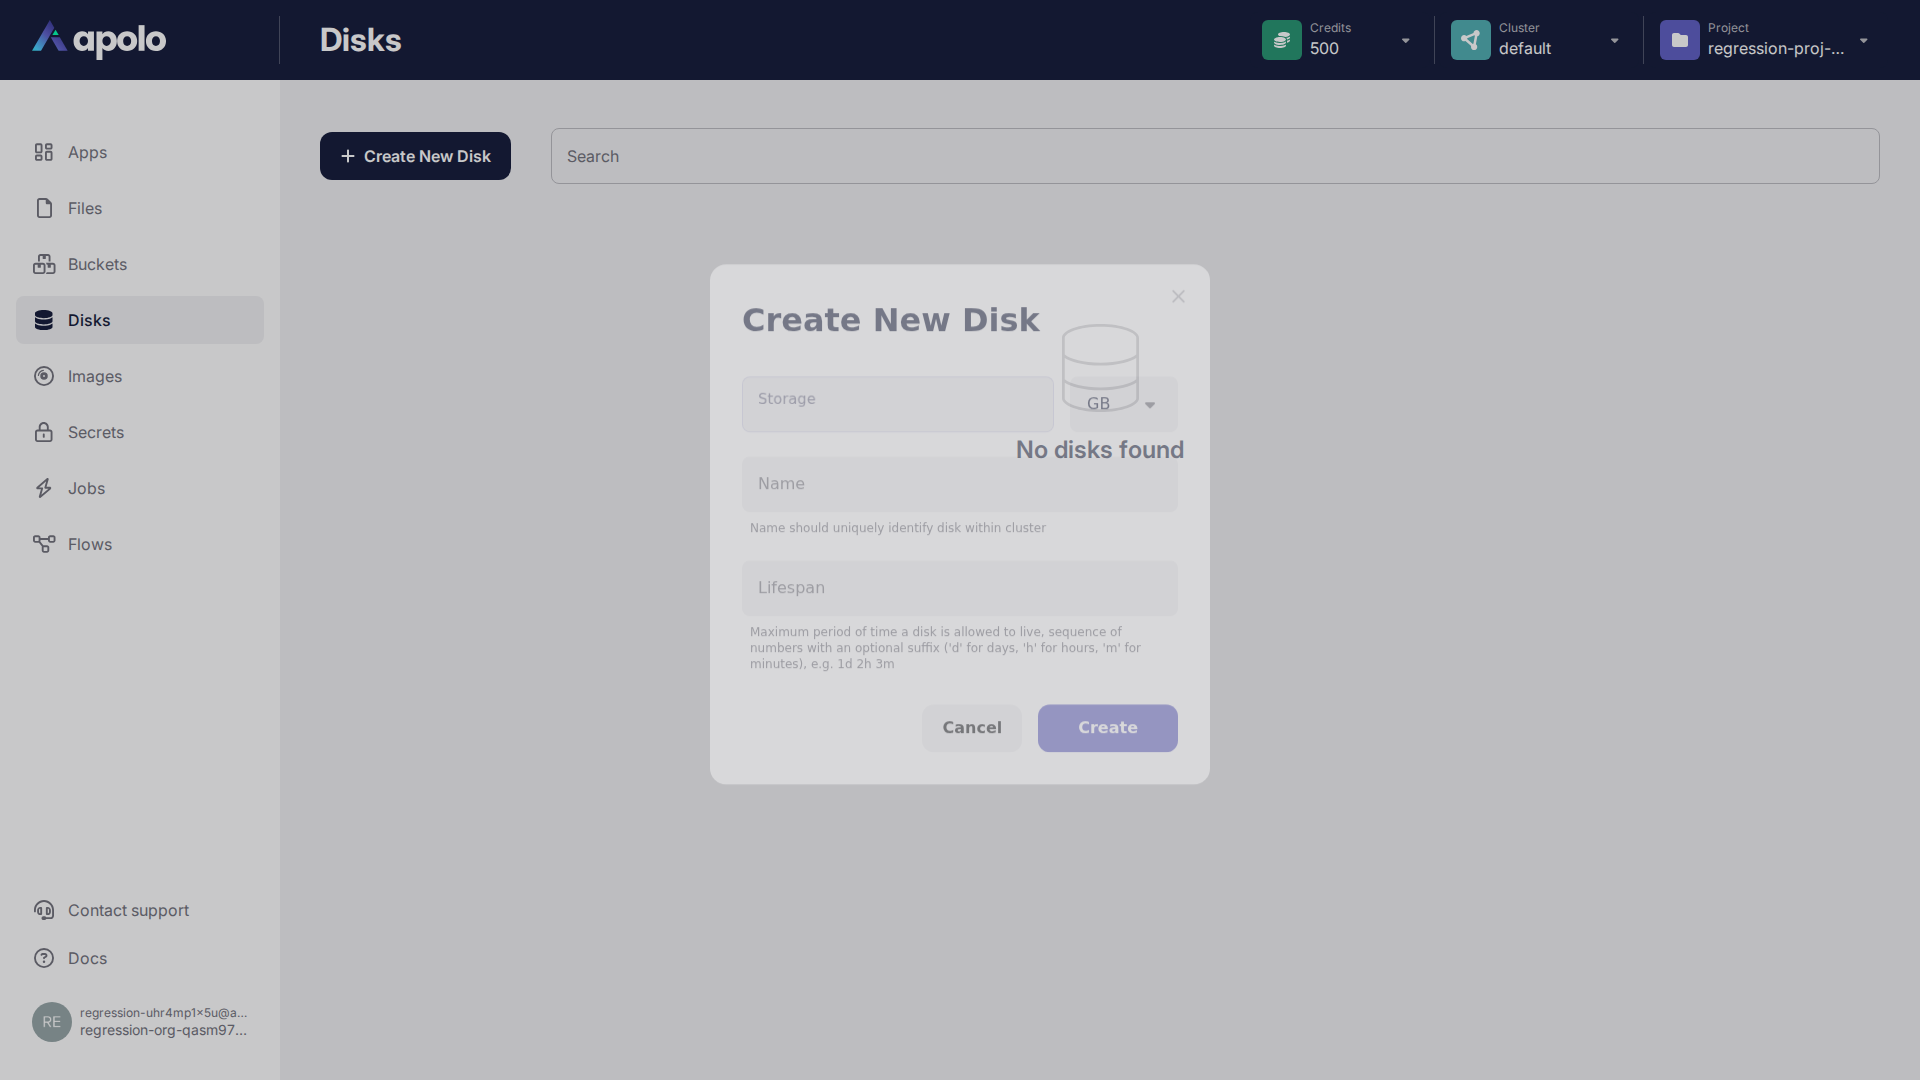 apolo
Disks
Credits
500
Cluster
default
Project
regression-proj-...
Apps
Files
Buckets
Disks
Images
Secrets
Jobs
Flows
Contact support
Docs
RE
regression-uhr4mp1x5u@a...
regression-org-qasm97...
+ Create New Disk
Search
Create New Disk
Storage
GB
No disks found
Name
Name should uniquely identify disk within cluster
Lifespan
Maximum period of time a disk is allowed to live, sequence of
numbers with an optional suffix ('d' for days, 'h' for hours, 'm' for
minutes), e.g. 1d 2h 3m
Cancel
Create